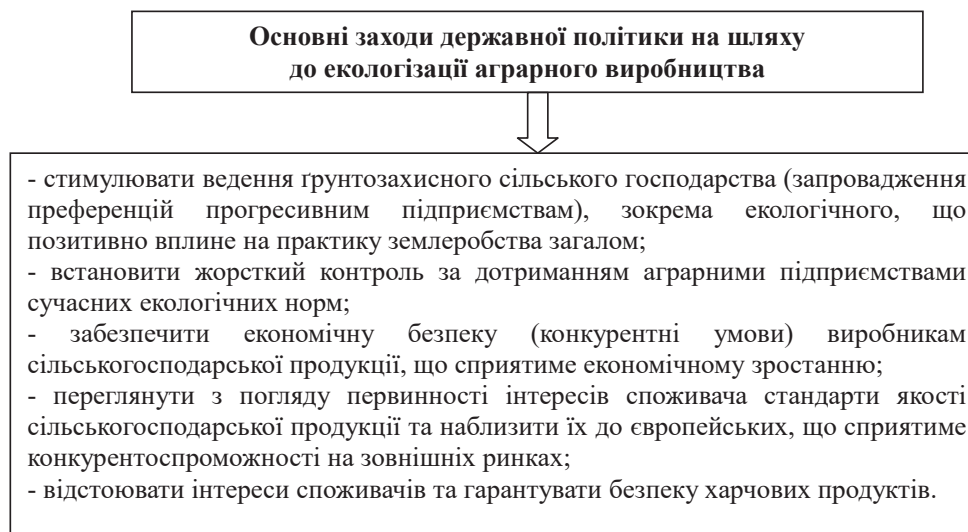 Основні заходи державної політики на шляху
до екологізації аграрного виробництва
- стимулювати ведення ґрунтозахисного сільського господарства (запровадження
преференцій прогресивним підприємствам), зокрема екологічного, що
позитивно вплине на практику землеробства загалом;
- встановити жорсткий контроль за дотриманням аграрними підприємствами
сучасних екологічних норм;
- забезпечити економічну безпеку (конкурентні умови) виробникам
сільськогосподарської продукції, що сприятиме економічному зростанню;
- переглянути з погляду первинності інтересів споживача стандарти якості
сільськогосподарської продукції та наблизити їх до європейських, що сприятиме
конкурентоспроможності на зовнішніх ринках;
- відстоювати інтереси споживачів та гарантувати безпеку харчових продуктів.